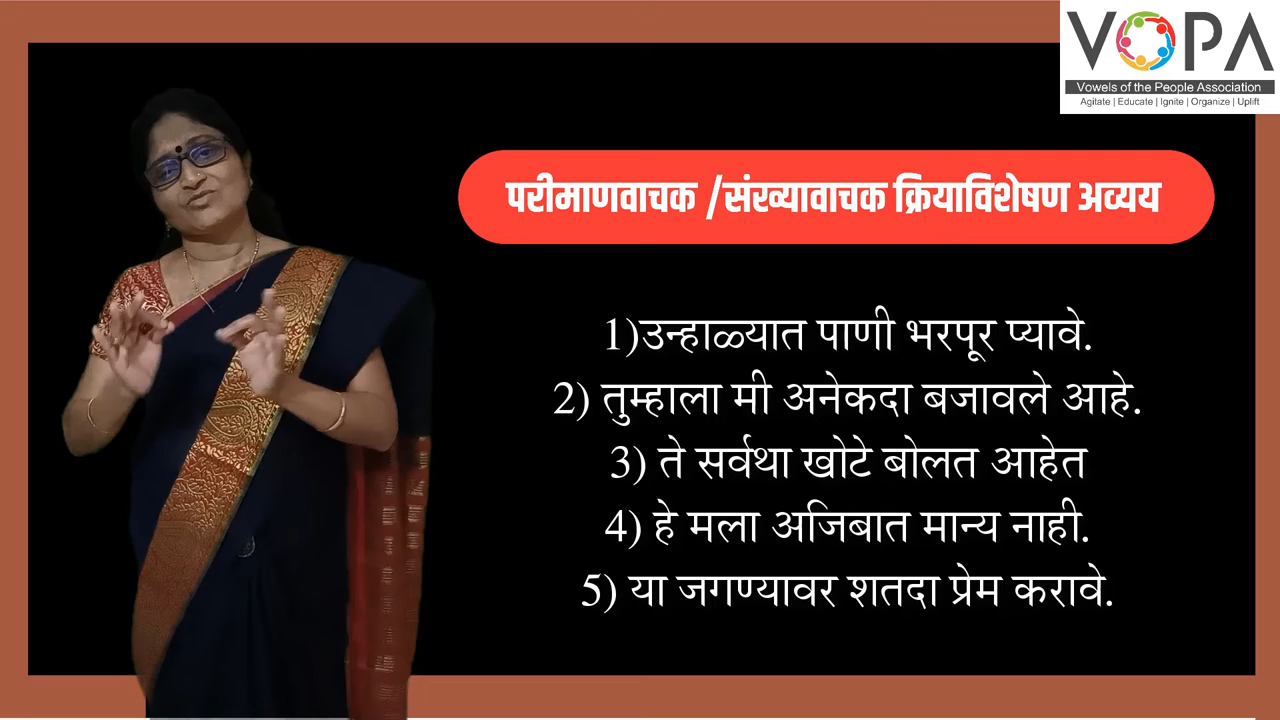 VOPA
Vowels of the People Association
Agitate | Educate | Ignite | Organize | Uplift
परीमाणवाचक /संख्यावाचक क्रियाविशेषण अव्यय
1)उन्हाळ्यात पाणी भरपूर प्यावे.
2) तुम्हाला मी अनेकदा बजावले आहे.
3) ते सर्वथा खोटे बोलत आहेत
4) हे मला अजिबात मान्य नाही.
5) या जगण्यावर शतदा प्रेम करावे.